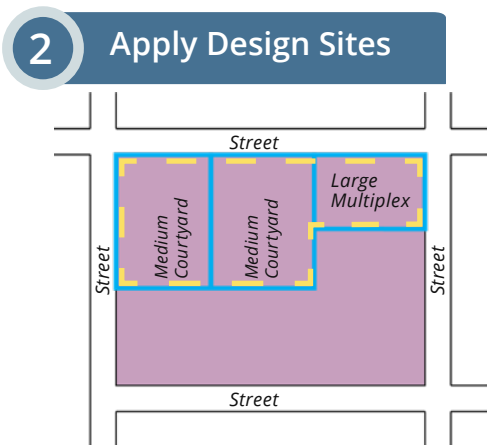 2
Apply Design Sites
Street
Large
Multiplex
Medium
Courtyard
Medium
Courtyard
Street
Street
Street